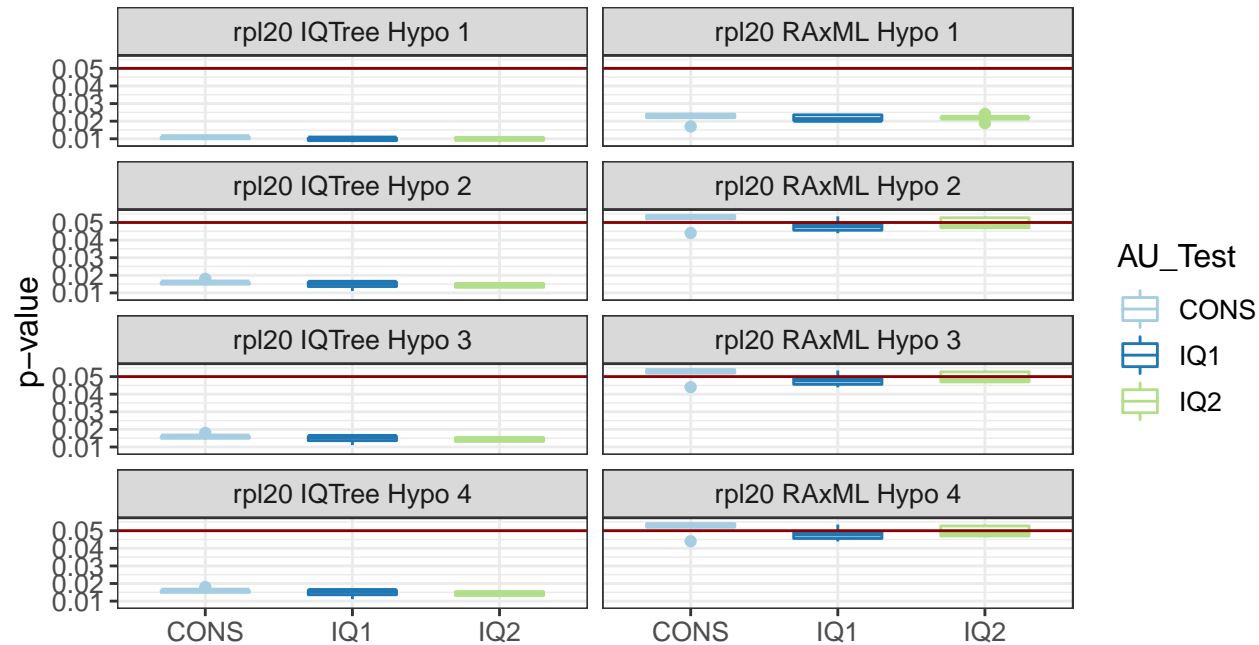 rpl20 IQTree Hypo 1
rpl20 RAxML Hypo 1
0.05
0.04
0.03
0.02
0.01
rpl20 IQTree Hypo 2
rpl20 RAxML Hypo 2
0.05
0.04
0.03
0.02
0.01
rpl20 IQTree Hypo 3
rpl20 RAxML Hypo 3
0.05
0.04
0.03
0.02
0.01
rpl20 IQTree Hypo 4
rpl20 RAxML Hypo 4
0.05
0.04
0.03
0.02
0.01
CONS
IQ1
IQ2
CONS
IQ1
IQ2
p−value
AU_Test
CONS
IQ1
IQ2